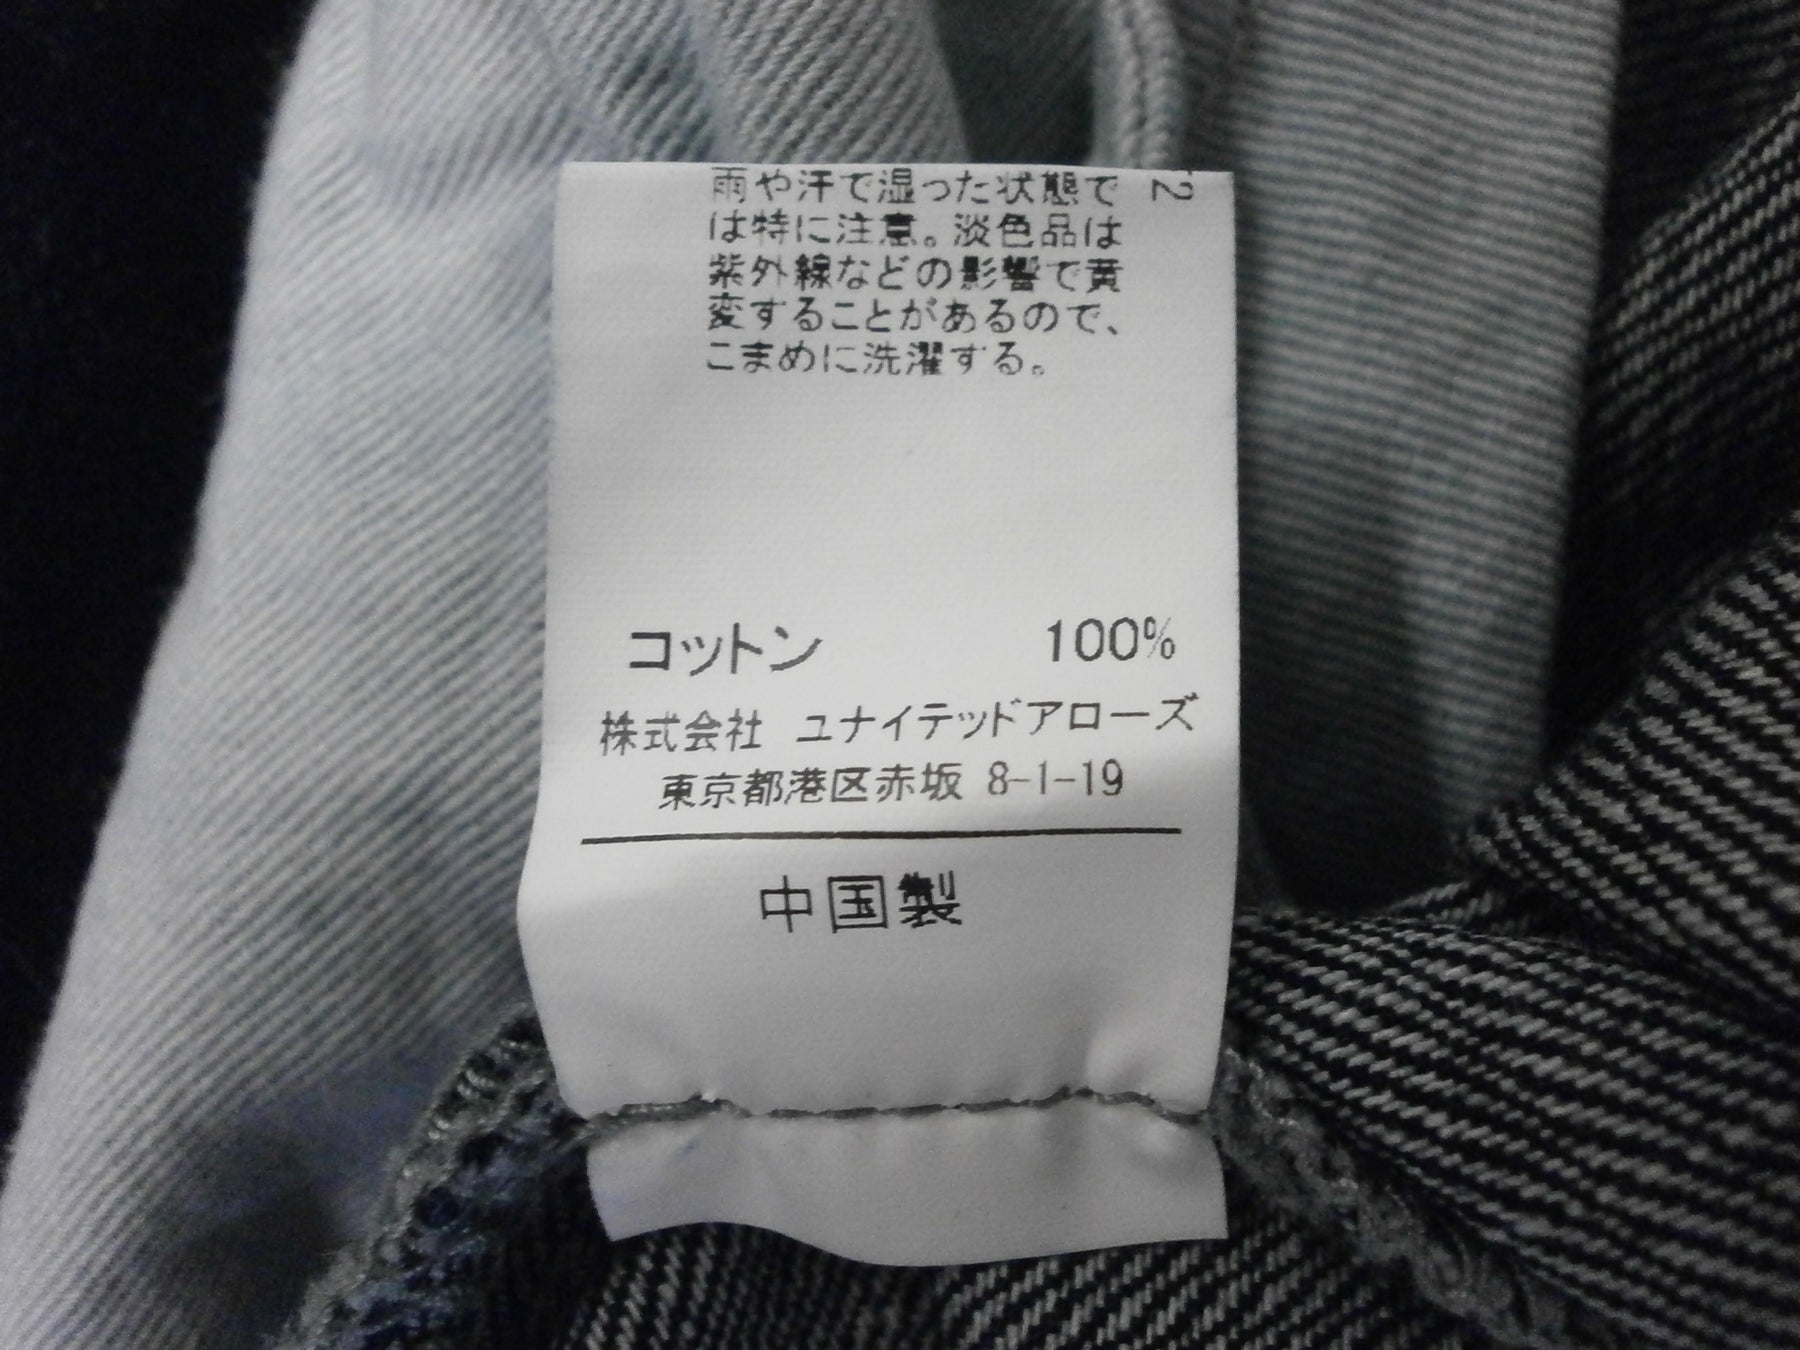 雨や汗で湿った状態で
は特に注意。淡色品は
紫外線などの影響で黄
変することがあるので、
こまめに洗濯する。
コットン 100%
株式会社 ユナイテッドアローズ
東京都港区赤坂 8-1-19
中国製